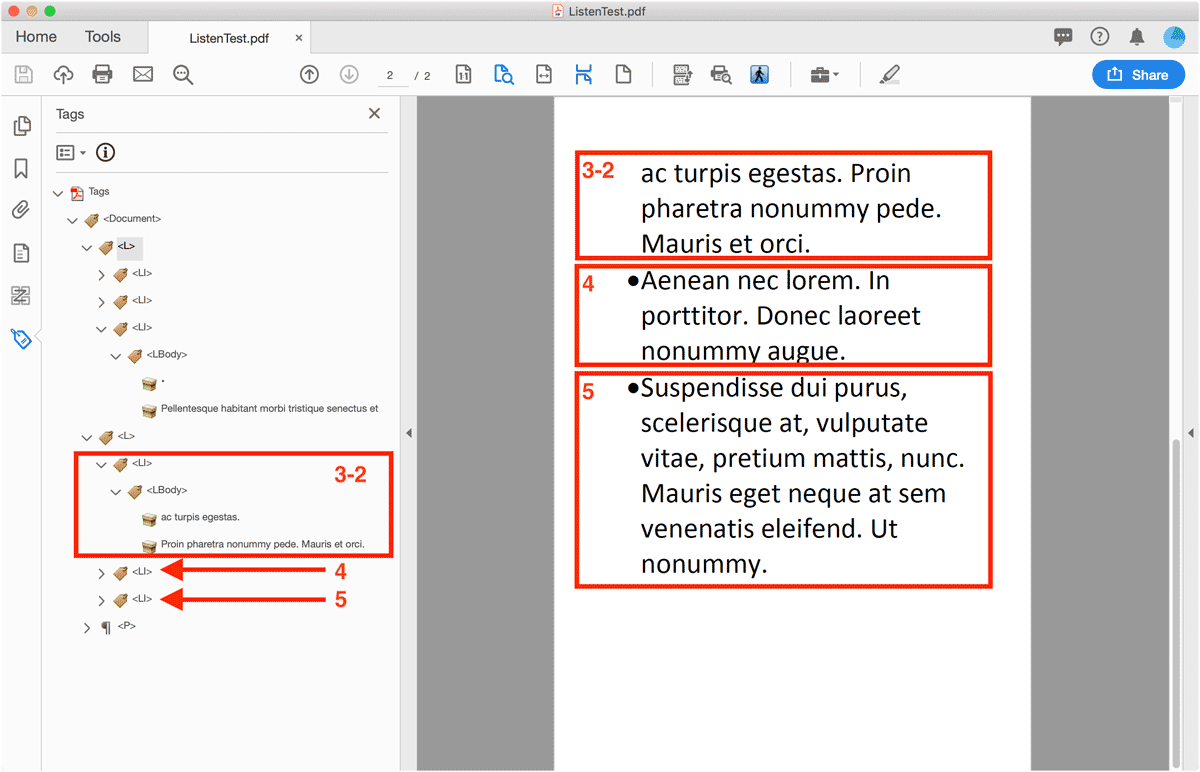 ListenTest.pdf
Home
Tools
ListenTest.pdf ×
2 / 2
Share
Tags
Tags
<Document>
<L>
<LI>
<LI>
<LI>
<LBody>
•
Pellentesque habitant morbi tristique senectus et
<L>
<LI>
3-2
<LBody>
ac turpis egestas.
Proin pharetra nonummy pede. Mauris et orci.
<LI>
4
<LI>
5
<P>
3-2
ac turpis egestas. Proin
pharetra nonummy pede.
Mauris et orci.
4
•Aenean nec lorem. In
porttitor. Donec laoreet
nonummy augue.
5
•Suspendisse dui purus,
scelerisque at, vulputate
vitae, pretium mattis, nunc.
Mauris eget neque at sem
venenatis eleifend. Ut
nonummy.